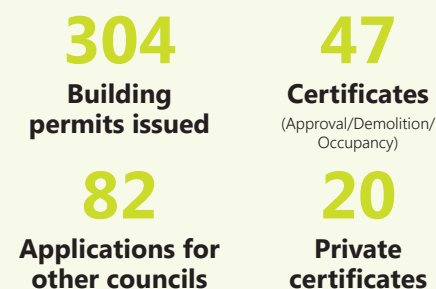 304
Building
permits issued
47
Certificates
(Approval/Demolition/
Occupancy)
82
Applications for
other councils
20
Private
certificates